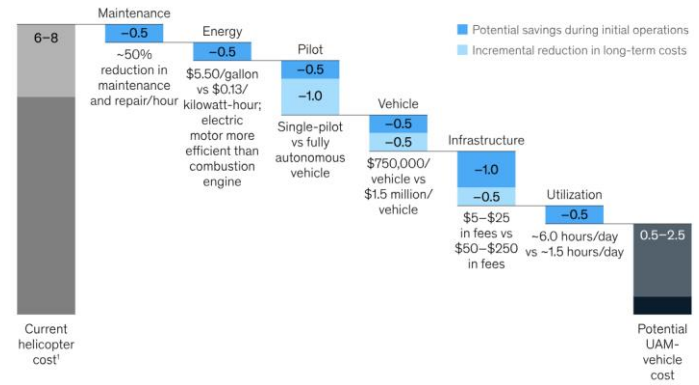 Maintenance
6–8
−0.5
~50%
reduction in
maintenance
and repair/hour
Energy
−0.5
$5.50/gallon
vs $0.13/
kilowatt-hour;
electric
motor more
efficient than
combustion
engine
Pilot
−0.5
−1.0
Single-pilot
vs fully
autonomous
vehicle
Potential savings during initial operations
Incremental reduction in long-term costs
Vehicle
−0.5
−0.5
$750,000/
vehicle vs
$1.5 million/
vehicle
Infrastructure
−1.0
−0.5
$5–$25
in fees vs
$50–$250
in fees
Utilization
−0.5
~6.0 hours/day
vs ~1.5 hours/day
0.5–2.5
Current
helicopter
cost¹
Potential
UAM-
vehicle
cost